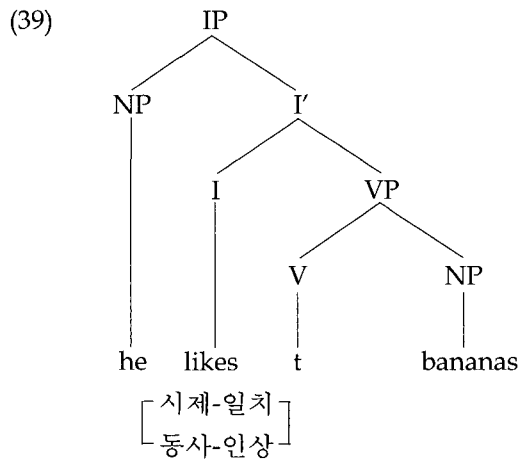 (39) IP
NP I′
I VP
V NP
he likes t bananas
시제-일치
동사-인상